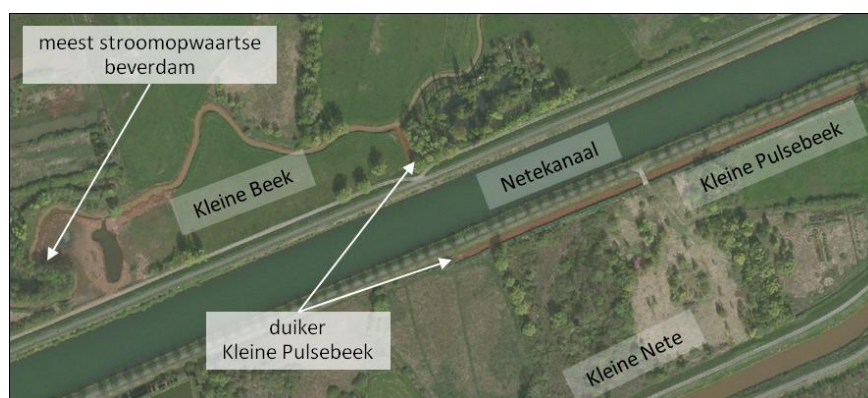 meest stroomopwaartse
beverdam
Kleine Beek
Netekanaal
Kleine Pulsebeek
duiker
Kleine Pulsebeek
Kleine Nete